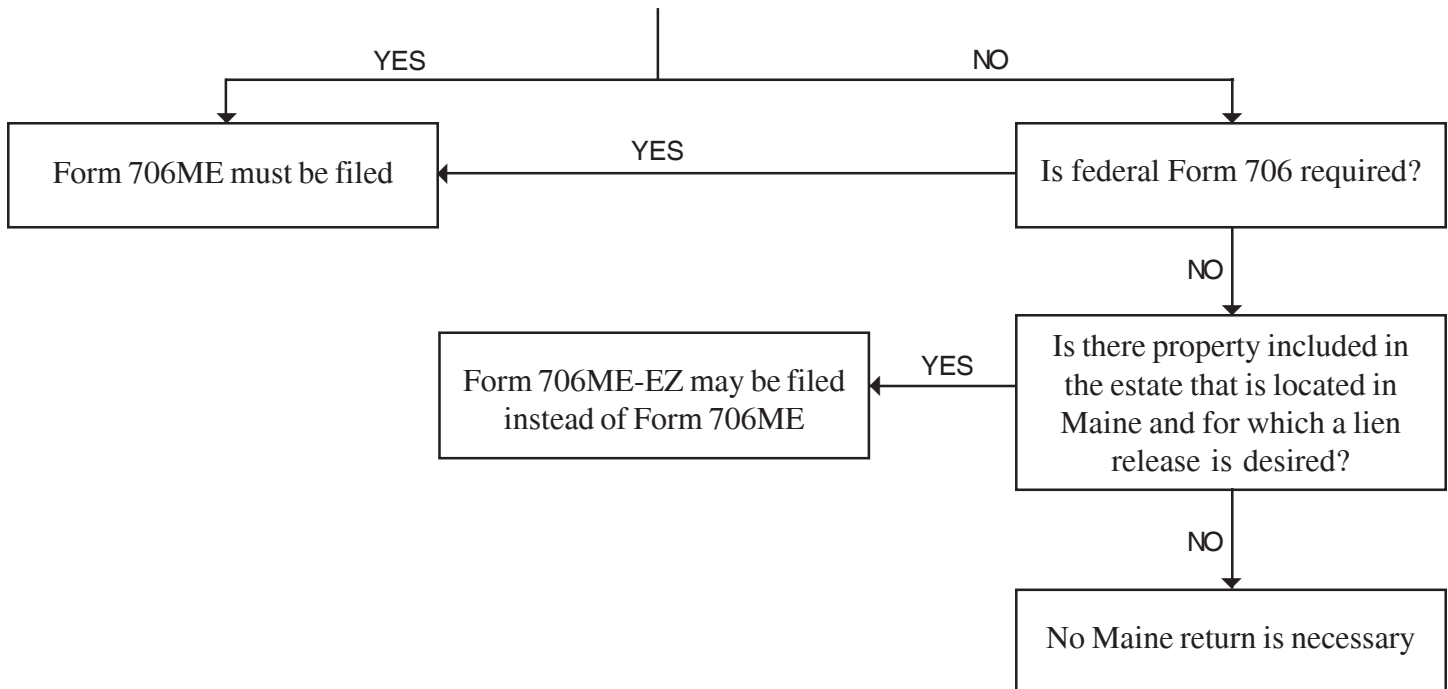 YES
NO
Form 706ME must be filed
YES
Is federal Form 706 required?
NO
Form 706ME-EZ may be filed
instead of Form 706ME
YES
Is there property included in
the estate that is located in
Maine and for which a lien
release is desired?
NO
No Maine return is necessary